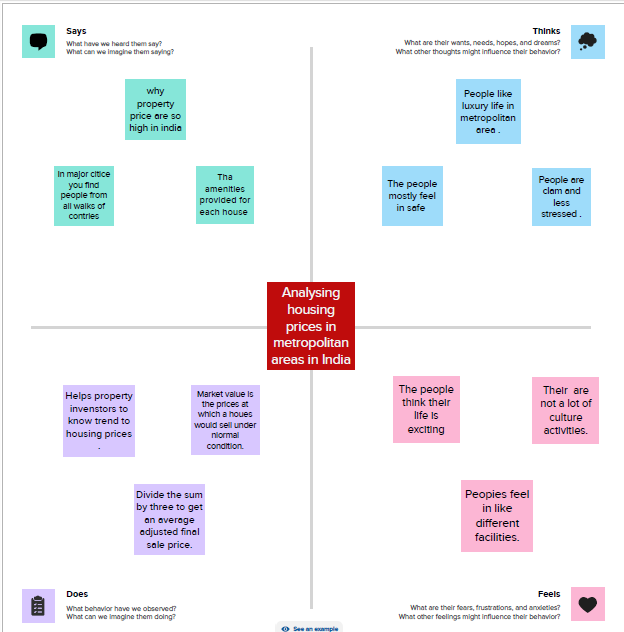 Says
What have we heard them say?
What can we imagine them saying?
Thinks
What are their wants, needs, hopes, and dreams?
What other thoughts might influence their behavior?
why
property
price are so
high in india
In major citice
you find
people from
all walks of
contries
Tha
amenities
provided for
each house
People like
luxury life in
metropolitan
area .
The people
mostly feel
in safe
People are
clam and
less
stressed .
Analysing
housing
prices in
metropolitan
areas in India
Helps property
invenstors to
know trend to
housing prices
.
Market value is
the prices at
which a houes
would sell under
niormal
condition.
Divide the sum
by three to get
an average
adjusted final
sale price.
The people
think their
life is
exciting
Their are
not a lot of
culture
activities.
Peopies feel
in like
different
facilities.
Does
What behavior have we observed?
What can we imagine them doing?
Feels
What are their fears, frustrations, and anxieties?
What other feelings might influence their behavior?
See an example